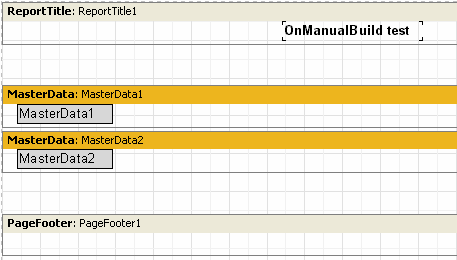 ReportTitle: ReportTitle1
OnManualBuild test
MasterData: MasterData1
MasterData1
MasterData: MasterData2
MasterData2
PageFooter: PageFooter1